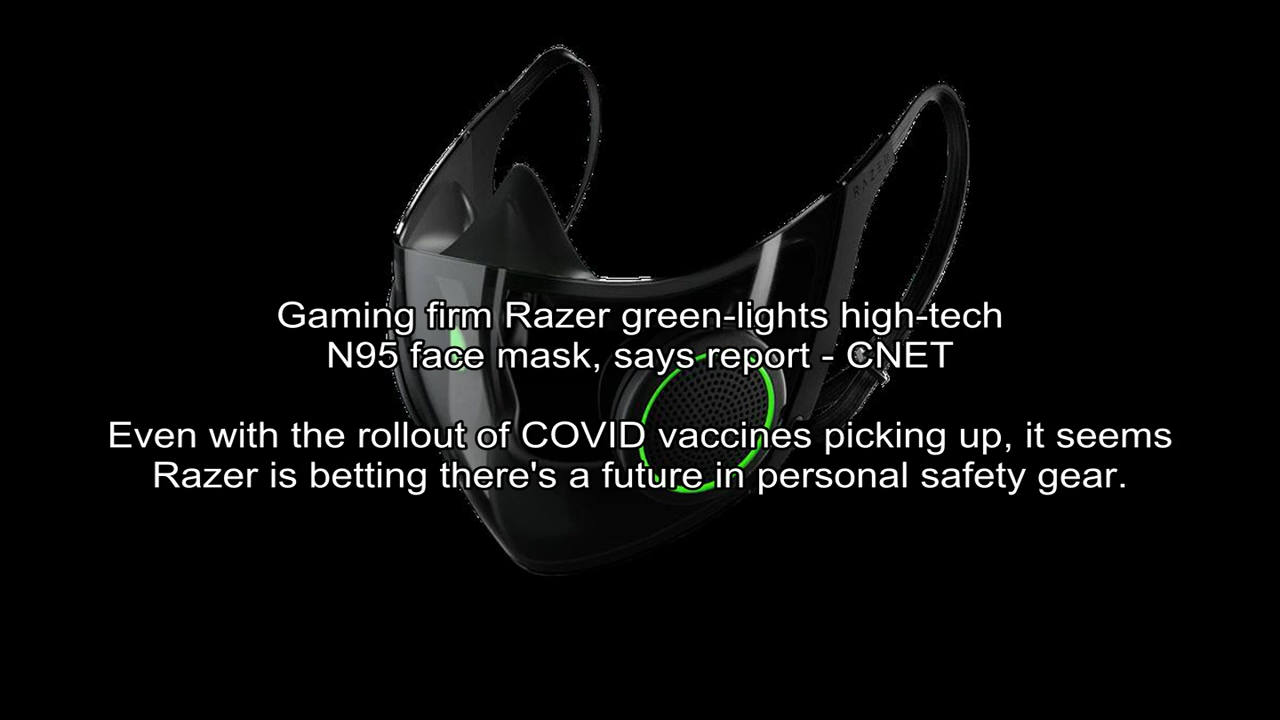 RAZER
Gaming firm Razer green-lights high-tech
N95 face mask, says report - CNET
Even with the rollout of COVID vaccines picking up, it seems
Razer is betting there's a future in personal safety gear.